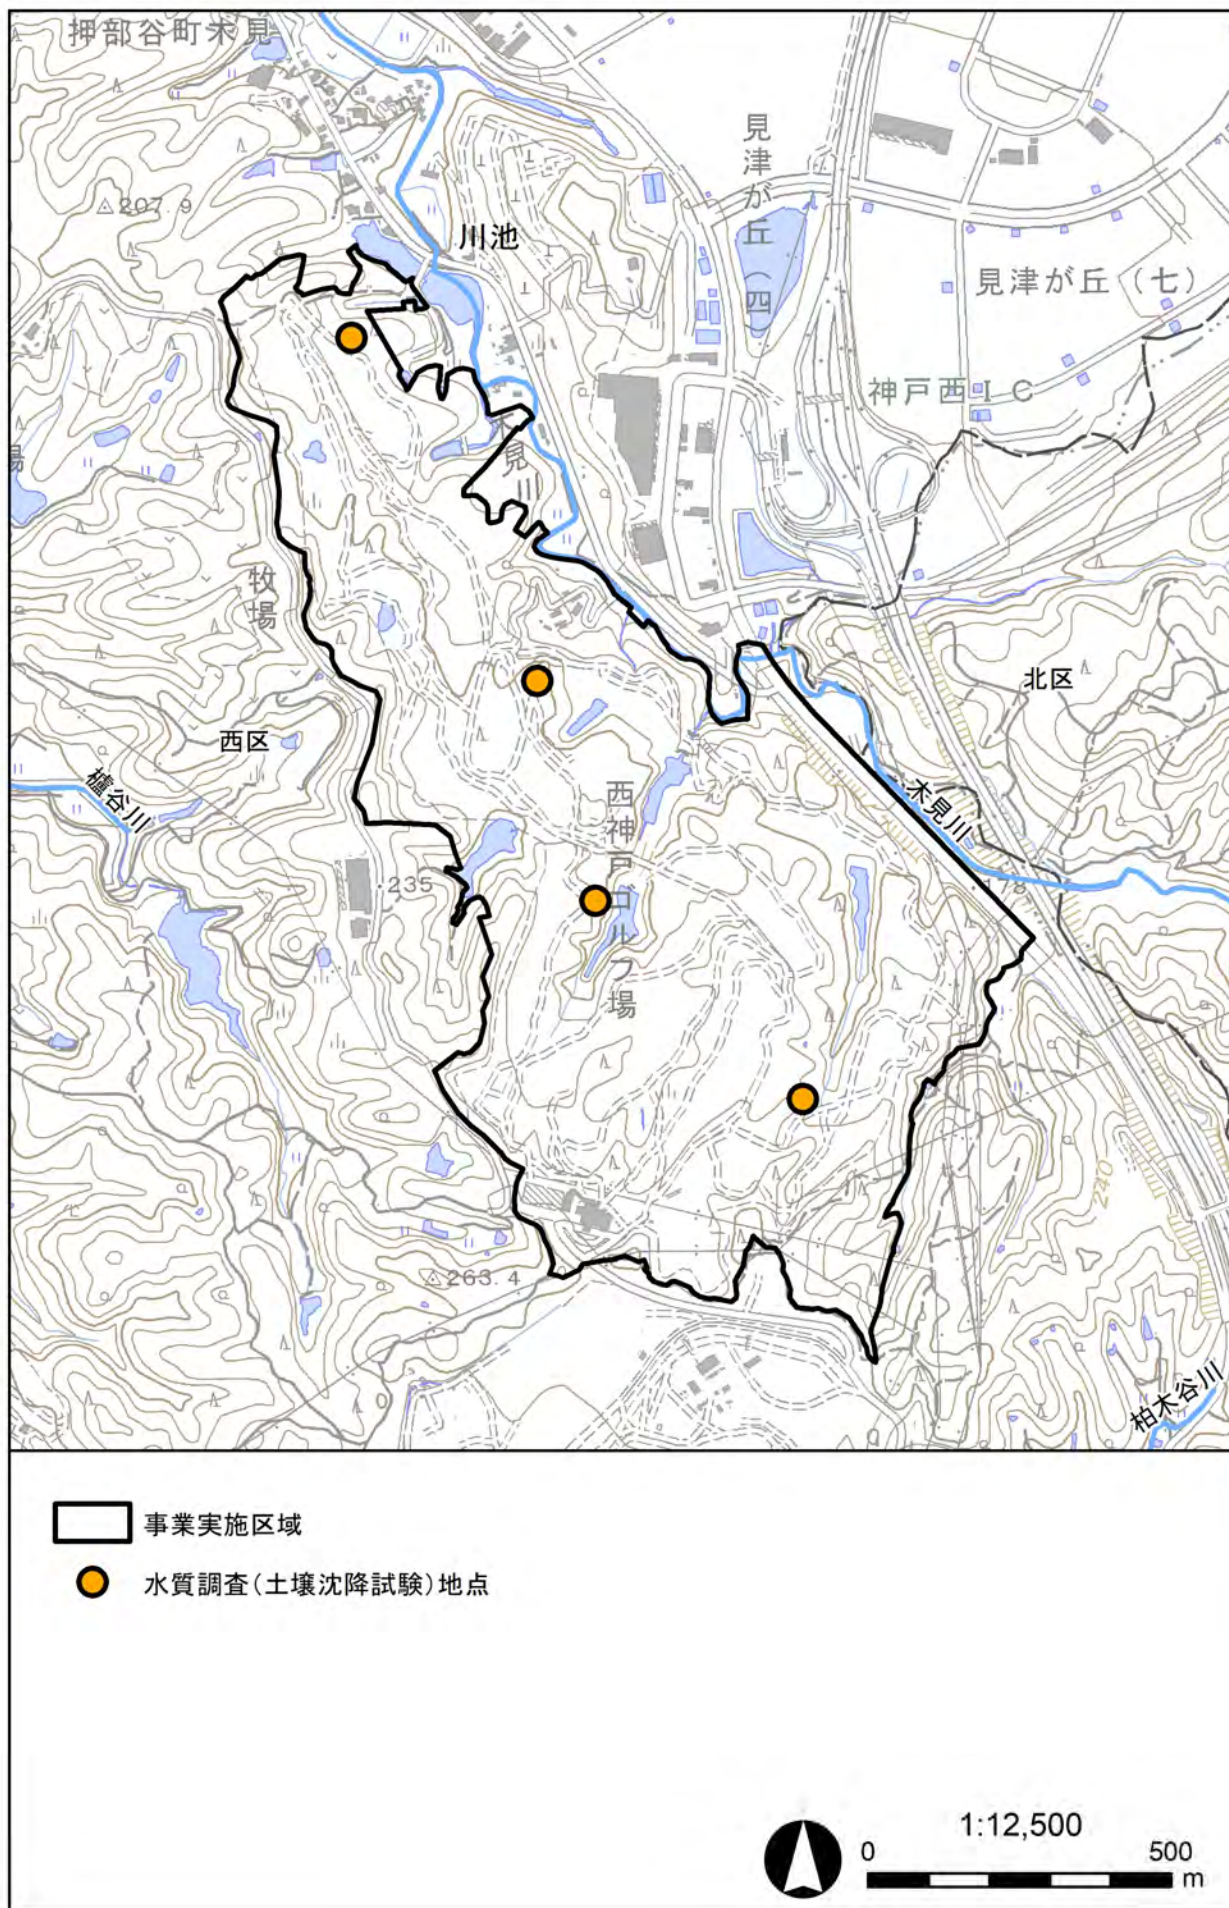 押部谷町木見
見津が丘(四
△207.9
川池
見津が丘(七)
神戸西IC
木見川
牧場
北区
西区
櫨谷川
西神戸ゴルフ場
木見川
・235
・178
240
△263.4
柏木谷川
事業実施区域
水質調査(土壌沈降試験)地点
1:12,500
0 500
m